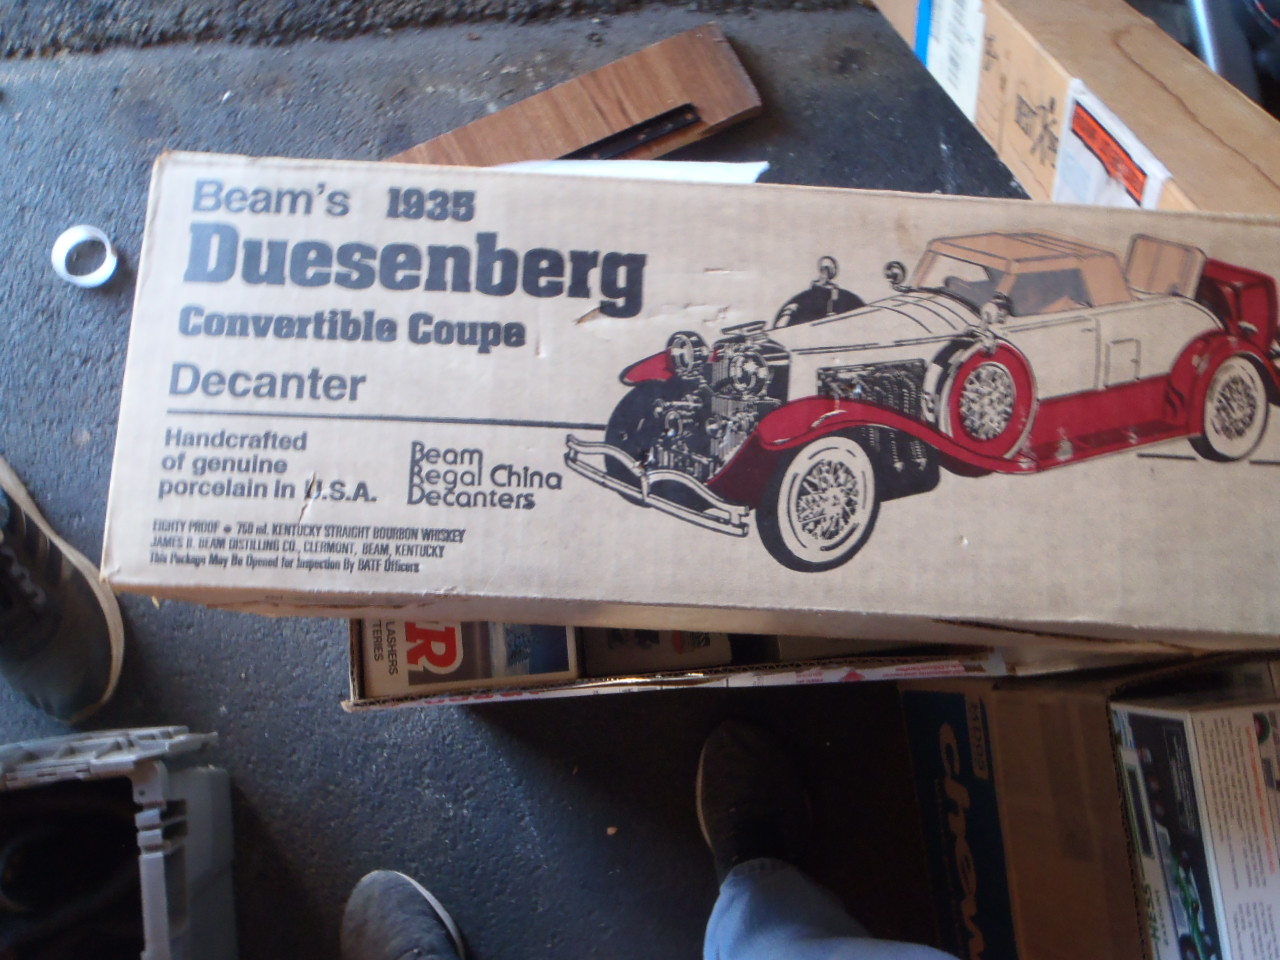 Beam's 1935
Duesenberg
Convertible Coupe
Decanter
Handcrafted
of genuine
porcelain in U.S.A.
Beam
Regal China
Decanters
EIGHTY PROOF • 750 ml. KENTUCKY STRAIGHT BOURBON WHISKEY
JAMES B. BEAM DISTILLING CO., CLERMONT, BEAM, KENTUCKY
This Package May Be Opened for Inspection By BATF Officers
chew
HESS